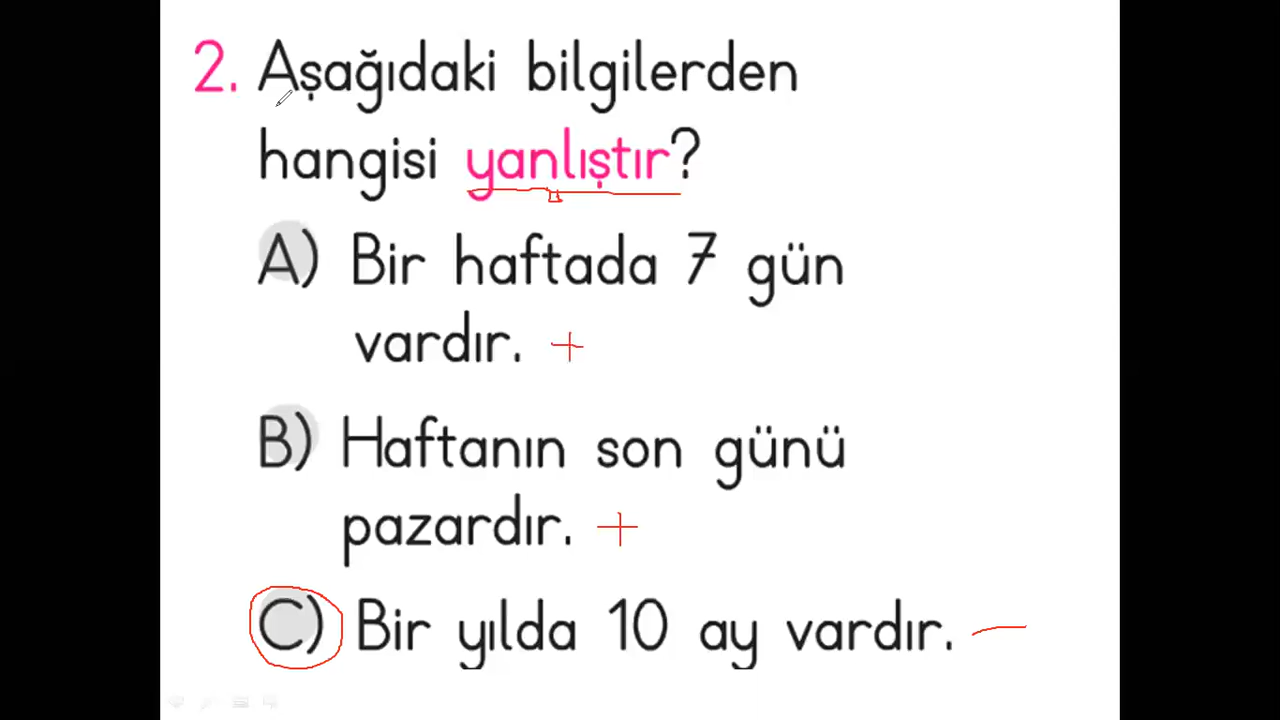 2. Aşağıdaki bilgilerden
hangisi yanlıştır?
A) Bir haftada 7 gün
vardır. +
B) Haftanın son günü
pazardır. +
C) Bir yılda 10 ay vardır. –